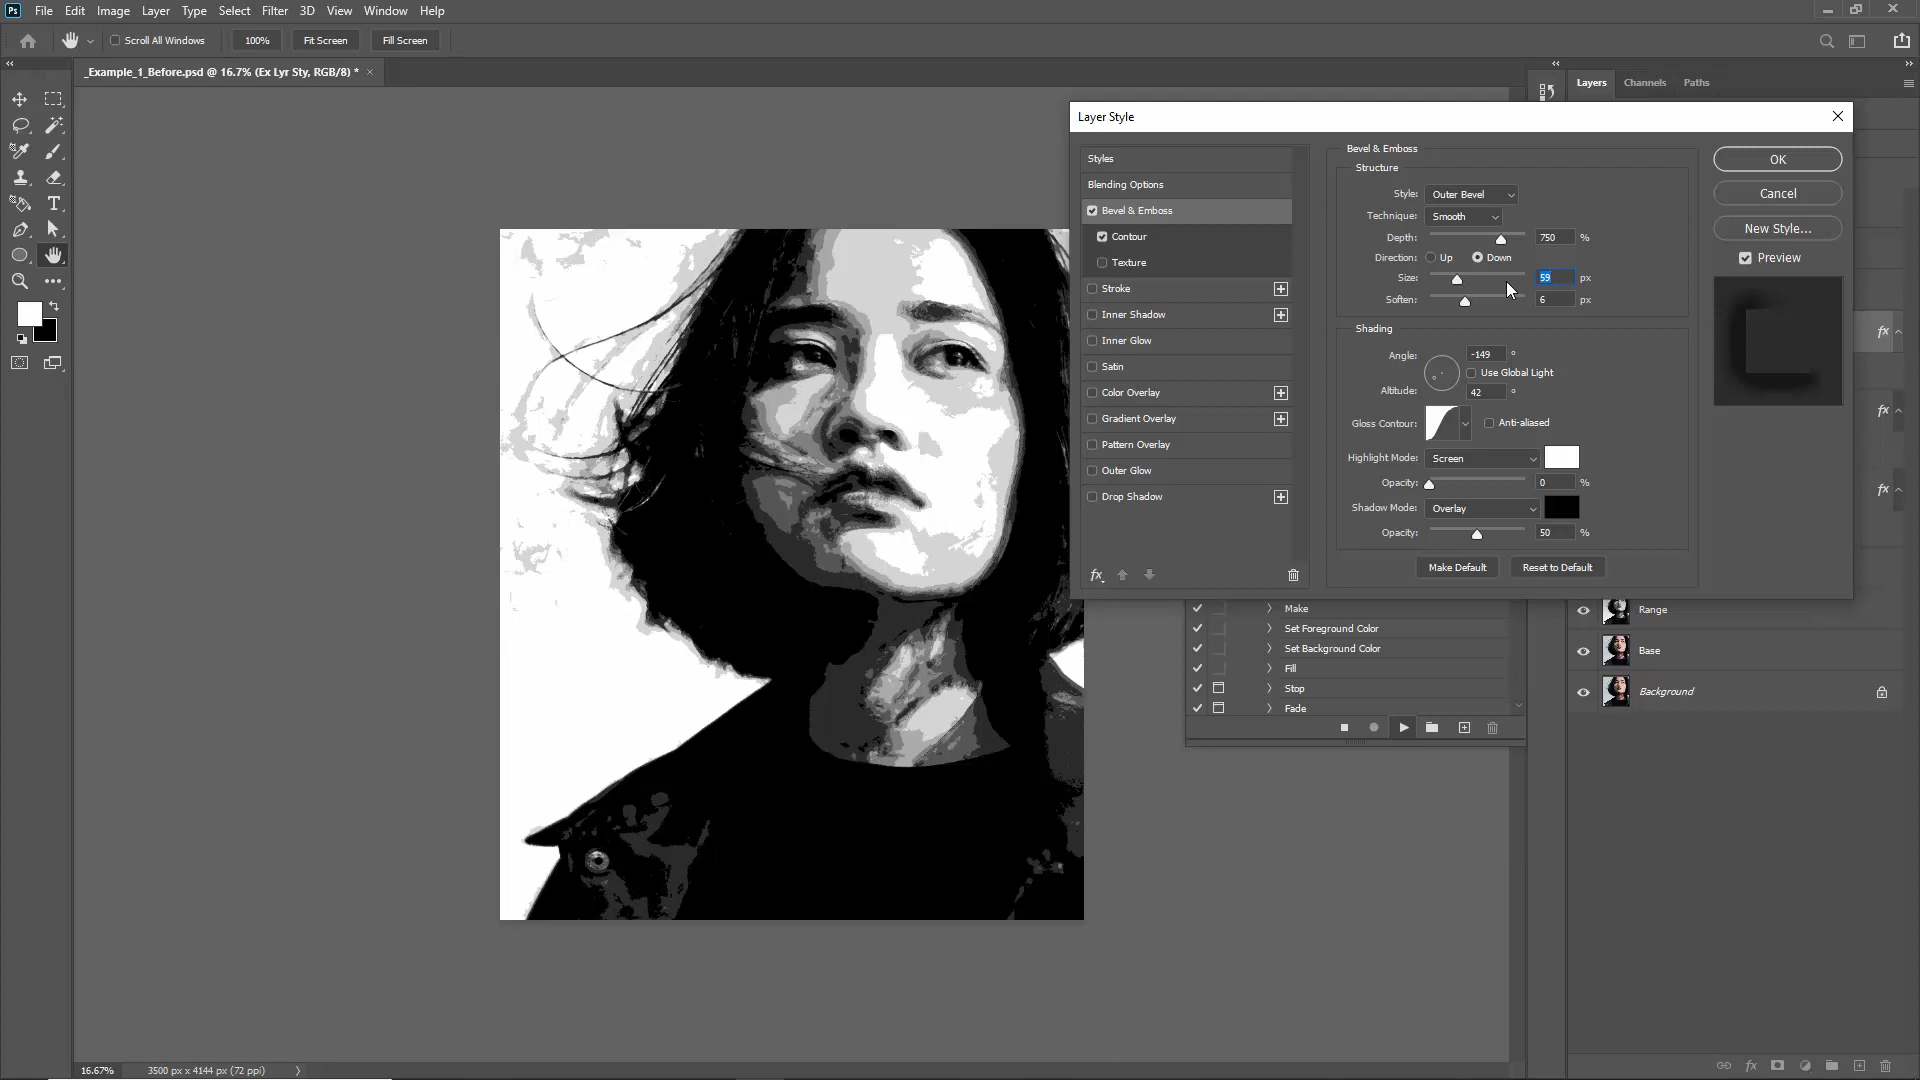 Ps File Edit Image Layer Type Select Filter 3D View Window Help
Scroll All Windows 100% Fit Screen Fill Screen
_Example_1_Before.psd @ 16.7% (Ex Lyr Sty, RGB/8) * ×
Layers Channels Paths
Layer Style
Styles
Blending Options
Bevel & Emboss
Contour
Texture
Stroke
Inner Shadow
Inner Glow
Satin
Color Overlay
Gradient Overlay
Pattern Overlay
Outer Glow
Drop Shadow
fx
Bevel & Emboss
Structure
Style: Outer Bevel
Technique: Smooth
Depth: 750 %
Direction: Up Down
Size: 59 px
Soften: 6 px
Shading
Angle: -149 °
Use Global Light
Altitude: 42 °
Gloss Contour: Anti-aliased
Highlight Mode: Screen
Opacity: 0 %
Shadow Mode: Overlay
Opacity: 50 %
Make Default Reset to Default
OK
Cancel
New Style...
Preview
fx
fx
fx
Make
Set Foreground Color
Set Background Color
Fill
Stop
Fade
Range
Base
Background
16.67% 3500 px x 4144 px (72 ppi)
fx